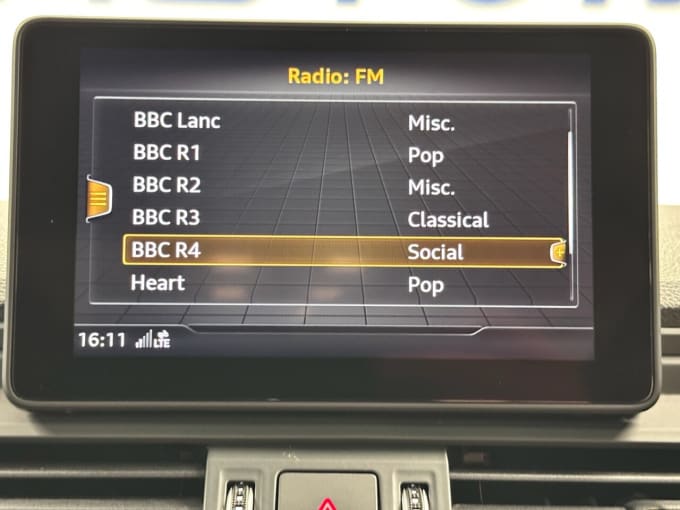 Radio: FM
BBC Lanc Misc.
BBC R1 Pop
BBC R2 Misc.
BBC R3 Classical
BBC R4 Social
Heart Pop
16:11 LTE